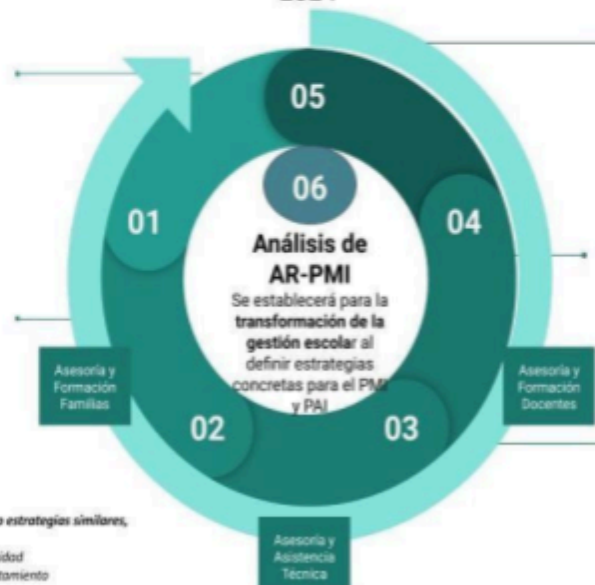 05
06
01
04
Análisis de
AR-PMI
Se establecerá para la
transformación de la
gestión escolar al
definir estrategias
concretas para el PMI
y PAI
Asesoría y
Formación
Familias
Asesoría y
Formación
Docentes
02
03
estrategias similares,
Asesoría y
Asistencia
Técnica